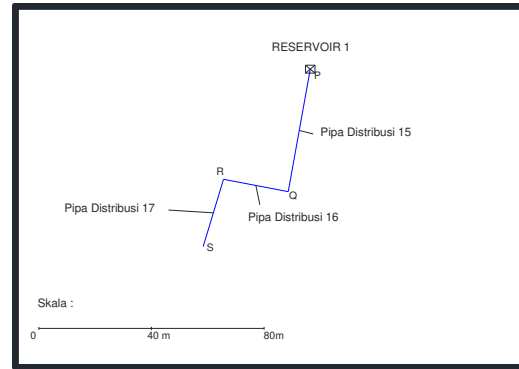 RESERVOIR 1
P
Pipa Distribusi 15
R
Q
Pipa Distribusi 17
Pipa Distribusi 16
S
Skala :
0 40 m 80m